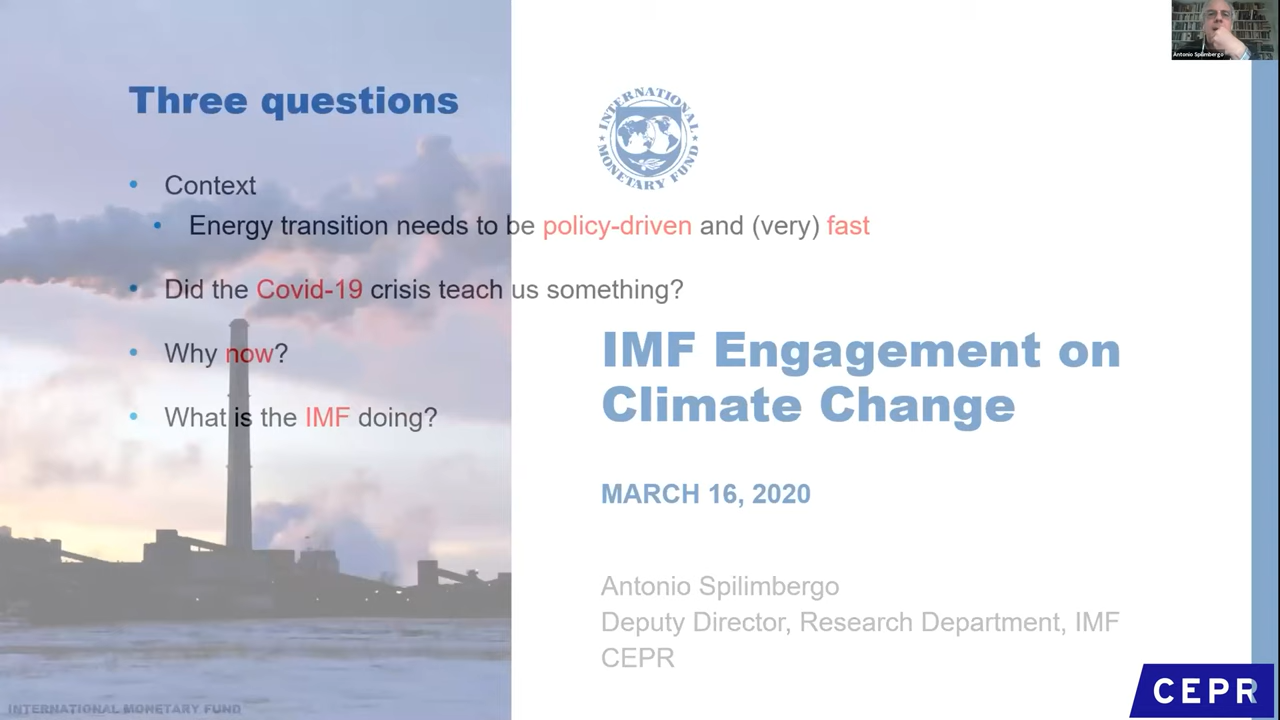 Three questions
Context
Energy transition needs to be policy-driven and (very) fast
Did the Covid-19 crisis teach us something?
Why now?
What is the IMF doing?
INTERNATIONAL MONETARY FUND
INTERNATIONAL
MONETARY FUND
IMF Engagement on
Climate Change
MARCH 16, 2020
Antonio Spilimbergo
Deputy Director, Research Department, IMF
CEPR
Antonio Spilimbergo
CEPR